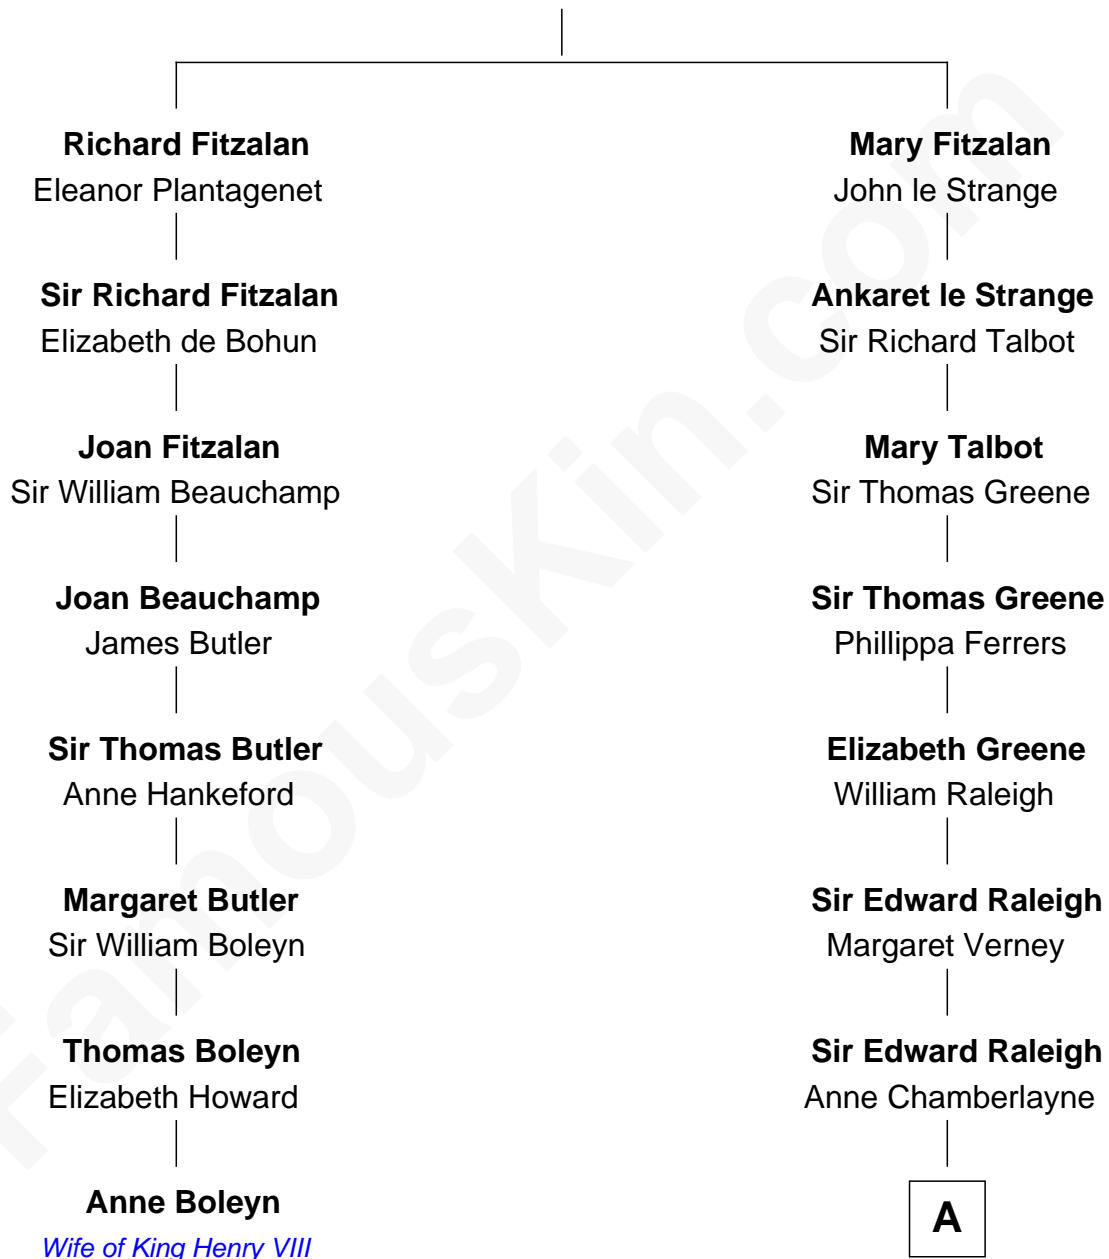 Richard Fitzalan
Eleanor Plantagenet
Mary Fitzalan
John le Strange
Sir Richard Fitzalan
Elizabeth de Bohun
Ankaret le Strange
Sir Richard Talbot
Joan Fitzalan
Sir William Beauchamp
Mary Talbot
Sir Thomas Greene
Joan Beauchamp
James Butler
Sir Thomas Greene
Phillippa Ferrers
Sir Thomas Butler
Anne Hankeford
Elizabeth Greene
William Raleigh
Margaret Butler
Sir William Boleyn
Sir Edward Raleigh
Margaret Verney
Thomas Boleyn
Elizabeth Howard
Sir Edward Raleigh
Anne Chamberlayne
Anne Boleyn
Wife of King Henry VIII
A
FamousKin.com